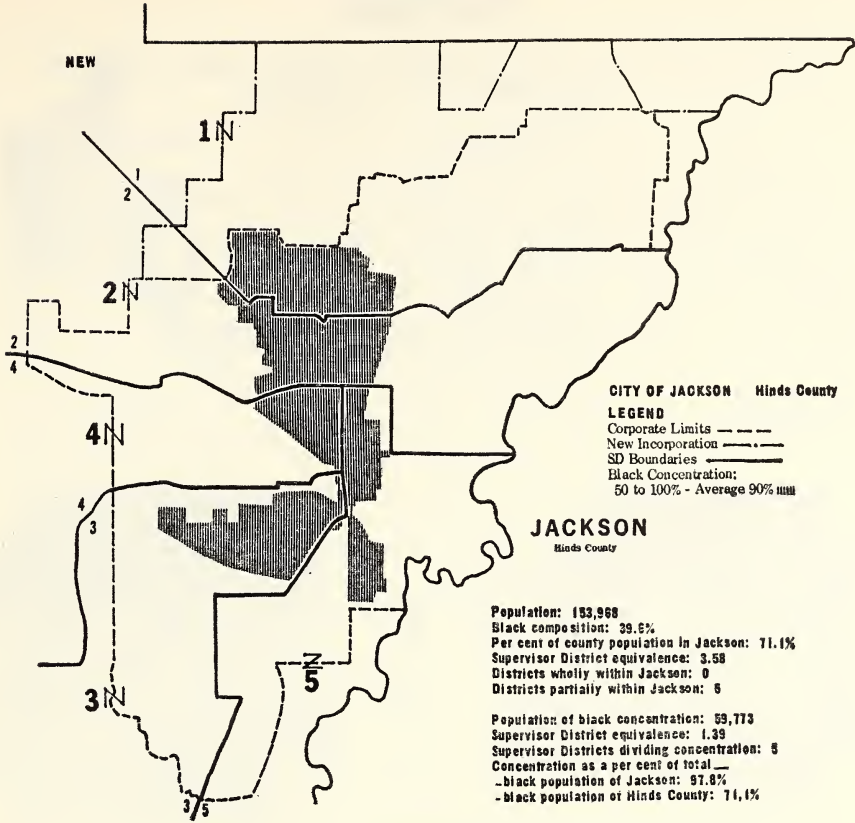 NEW
1
1
2
2
2
4
CITY OF JACKSON Hinds County
LEGEND
Corporate Limits
New Incorporation
SD Boundaries
Black Concentration:
50 to 100% - Average 90%
4
4
3
JACKSON
Hinds County
Population: 153,968
Black composition: 39.6%
Per cent of county population in Jackson: 71.1%
Supervisor District equivalence: 3.58
Districts wholly within Jackson: 0
Districts partially within Jackson: 5
5
3
Population of black concentration: 59,773
Supervisor District equivalence: 1.39
Supervisor Districts dividing concentration: 5
Concentration as a per cent of total __
-black population of Jackson: 97.8%
-black population of Hinds County: 71,1%
3 5